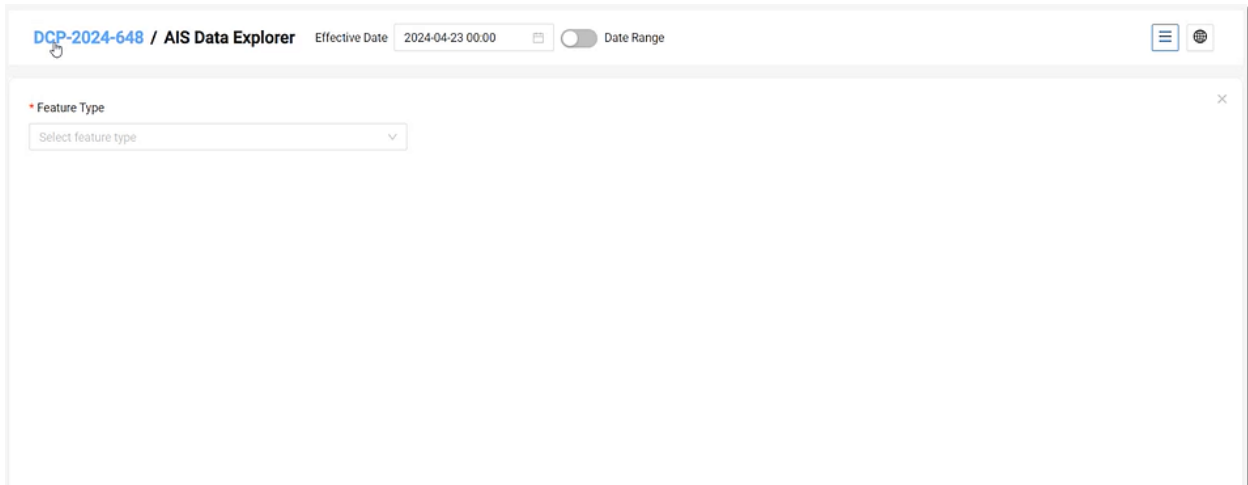 DCP-2024-648 / AIS Data Explorer Effective Date 2024-04-23 00:00 Date Range
* Feature Type
Select feature type